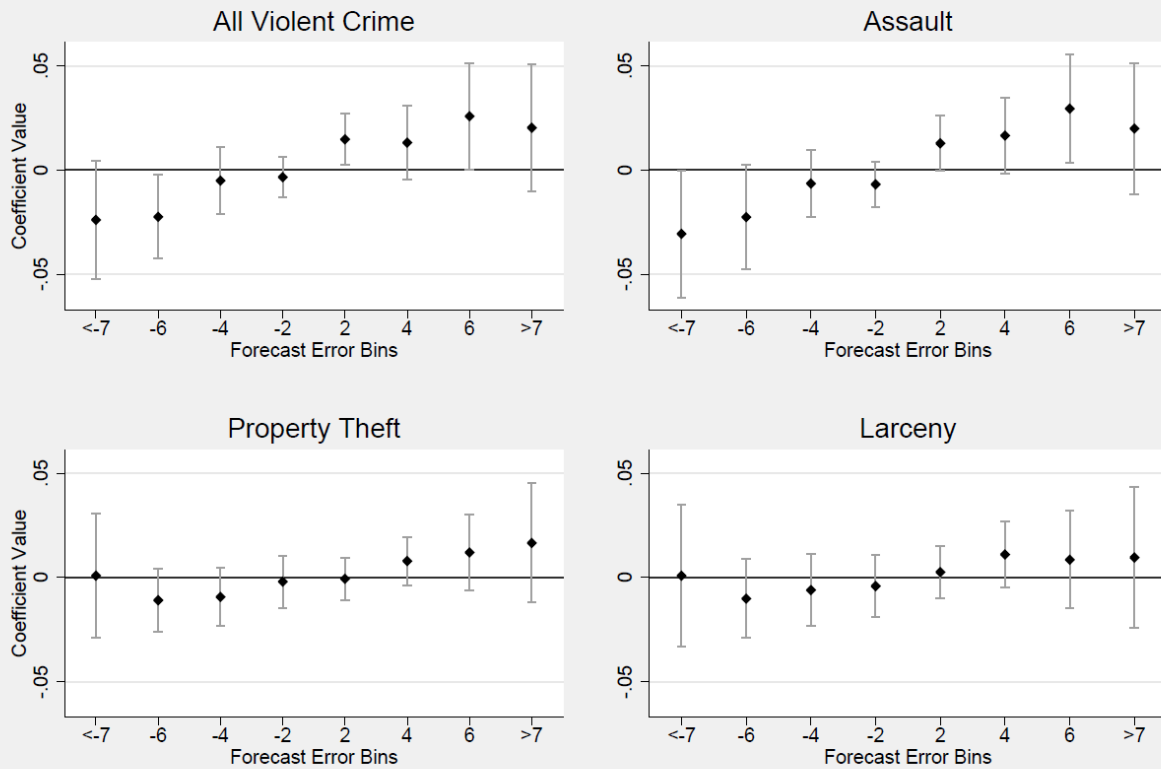 All Violent Crime
Coefficient Value
.05
0
-.05
<-7 -6 -4 -2 2 4 6 >7
Forecast Error Bins
Assault
.05
0
-.05
<-7 -6 -4 -2 2 4 6 >7
Forecast Error Bins
Property Theft
Coefficient Value
.05
0
-.05
<-7 -6 -4 -2 2 4 6 >7
Forecast Error Bins
Larceny
.05
0
-.05
<-7 -6 -4 -2 2 4 6 >7
Forecast Error Bins